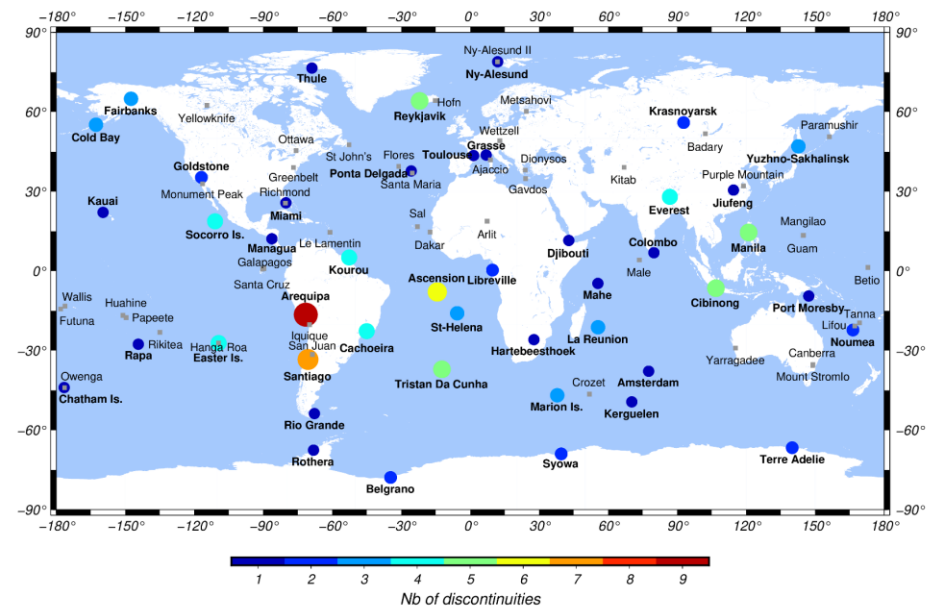 −180° −150° −120° −90° −60° −30° 0° 30° 60° 90° 120° 150° 180°
90° 90°
Ny-Alesund II
Thule Ny-Alesund
60° 60°
Fairbanks Yellowknife Reykjavik Hofn Metsahovi Krasnoyarsk Paramushir
Cold Bay Ottawa Wettzell Badary
Grasse
St John's Flores Toulouse Dionysos Yuzhno-Sakhalinsk
Goldstone Greenbelt Ponta Delgada Ajaccio Kitab Purple Mountain
30° 30°
Monument Peak Richmond Santa Maria Gavdos Jiufeng
Kauai Miami Everest
Socorro Is. Sal Arlit Mangilao
Managua Le Lamentin Dakar Djibouti Colombo Manila Guam
0° 0°
Galapagos Kourou Ascension Libreville Male Betio
Santa Cruz
Wallis Huahine Arequipa Mahe Cibinong Port Moresby
Futuna Papeete St-Helena Tanna
Rikitea Iquique La Reunion Lifou
Rapa Hanga Roa San Juan Cachoeira Hartebeesthoek Noumea
−30° −30°
Easter Is. Yarragadee Canberra
Owenga Santiago Tristan Da Cunha Crozet Amsterdam Mount Stromlo
Chatham Is. Marion Is. Kerguelen
Rio Grande
−60° −60°
Rothera Syowa Terre Adelie
Belgrano
−90° −90°
−180 −150° −120° −90° −60° −30° 0° 30° 60° 90° 120° 150° 180°
1 2 3 4 5 6 7 8 9
Nb of discontinuities